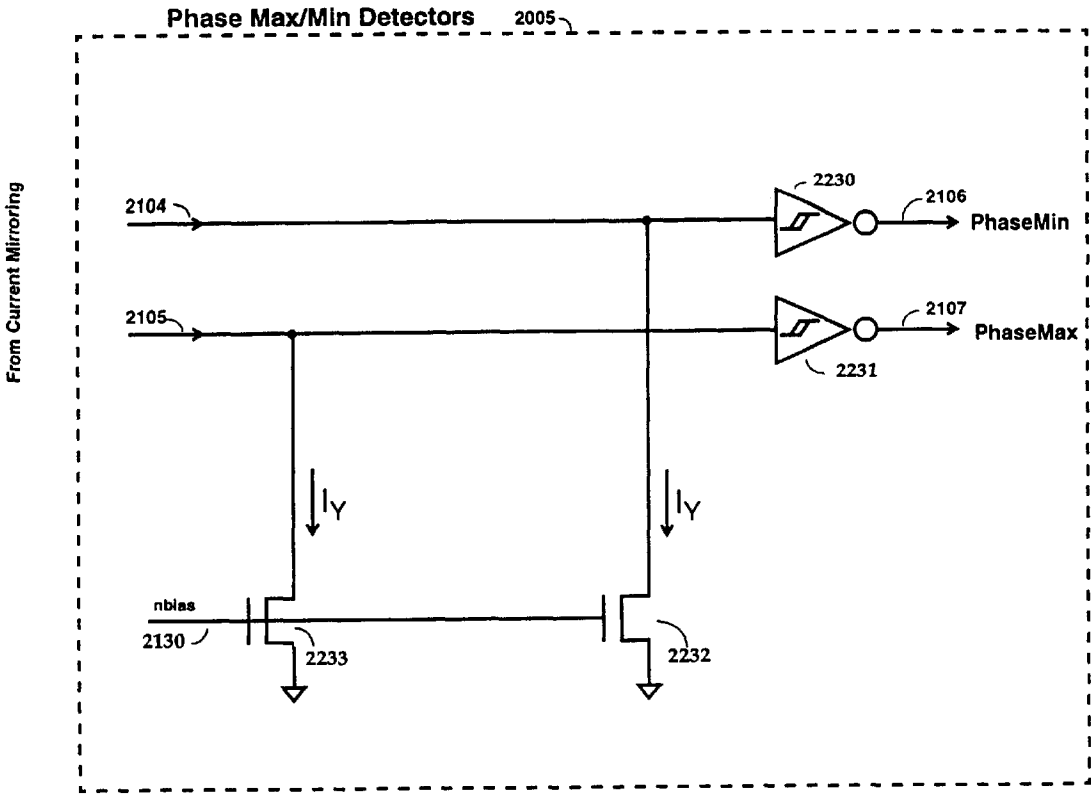 Phase Max/Min Detectors 2005
From Current Mirroring
2230
2104
2106
PhaseMin
2105
2107
PhaseMax
2231
IY
IY
nbias
2130
2233
2232